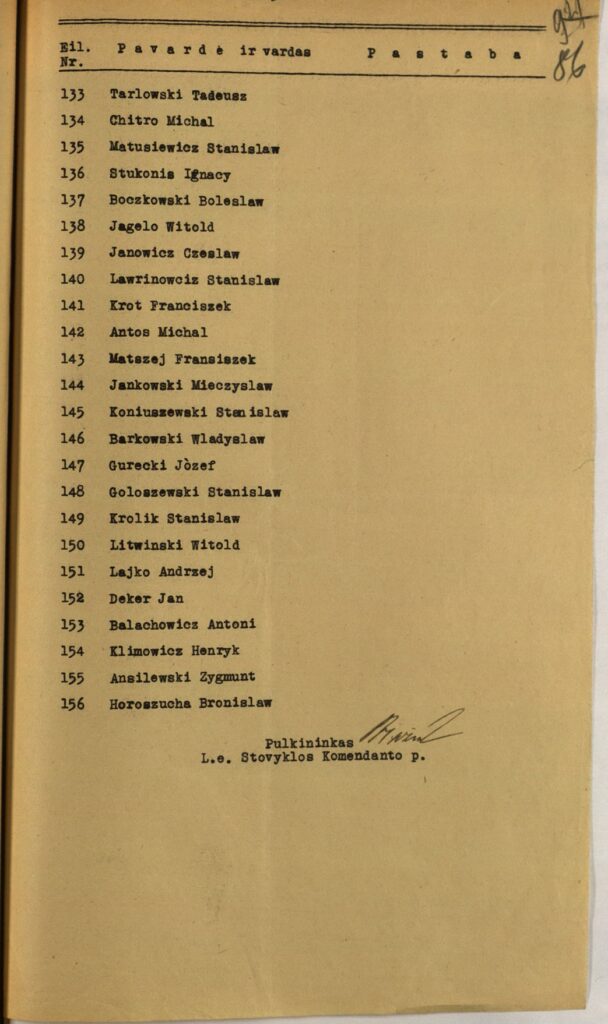 86
Eil. Pavardė ir vardas Pastaba
Nr.
133 Tarlowski Tadeusz
134 Chitro Michal
135 Matusiewicz Stanislaw
136 Stukonis Ignacy
137 Boczkowski Boleslaw
138 Jagelo Witold
139 Janowicz Czeslaw
140 Lawrinowciz Stanislaw
141 Krot Franciszek
142 Antos Michal
143 Matszej Fransiszek
144 Jankowski Mieczyslaw
145 Koniuszewski Stanislaw
146 Barkowski Wladyslaw
147 Gurecki Jòzef
148 Goloszewski Stanislaw
149 Krolik Stanislaw
150 Litwinski Witold
151 Lajko Andrzej
152 Deker Jan
153 Balachowicz Antoni
154 Klimowicz Henryk
155 Ansilewski Zygmunt
156 Horoszucha Bronislaw
Pulkininkas
L.e. Stovyklos Komendanto p.